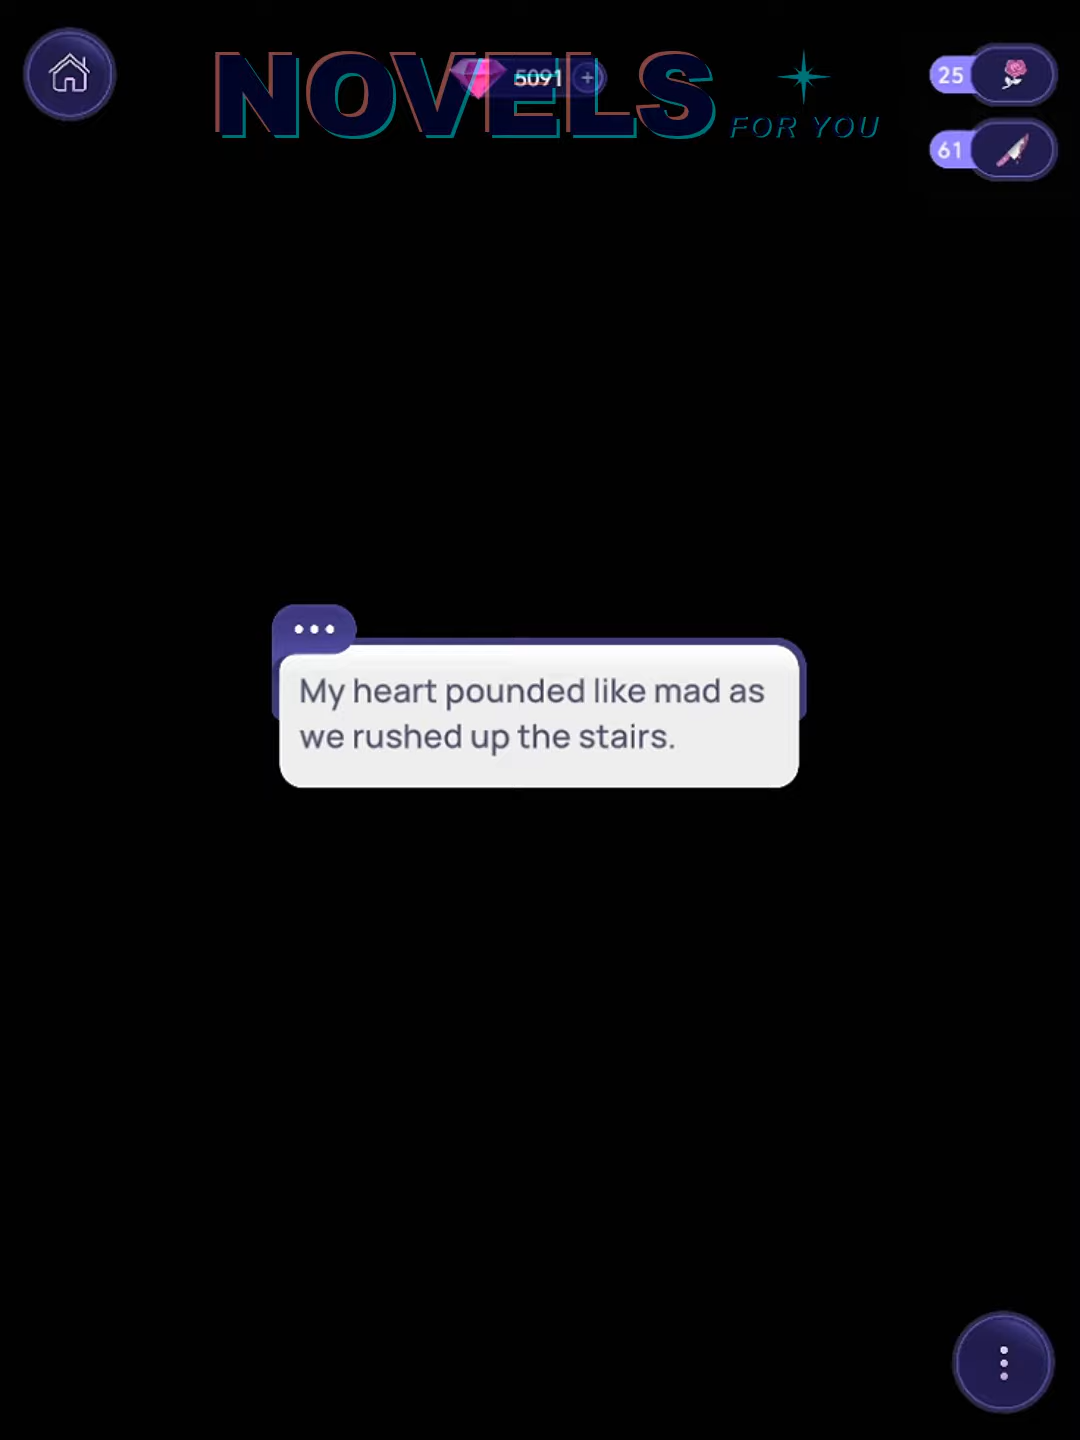 NOVELS
FOR YOU
5091
25
61
My heart pounded like mad as
we rushed up the stairs.